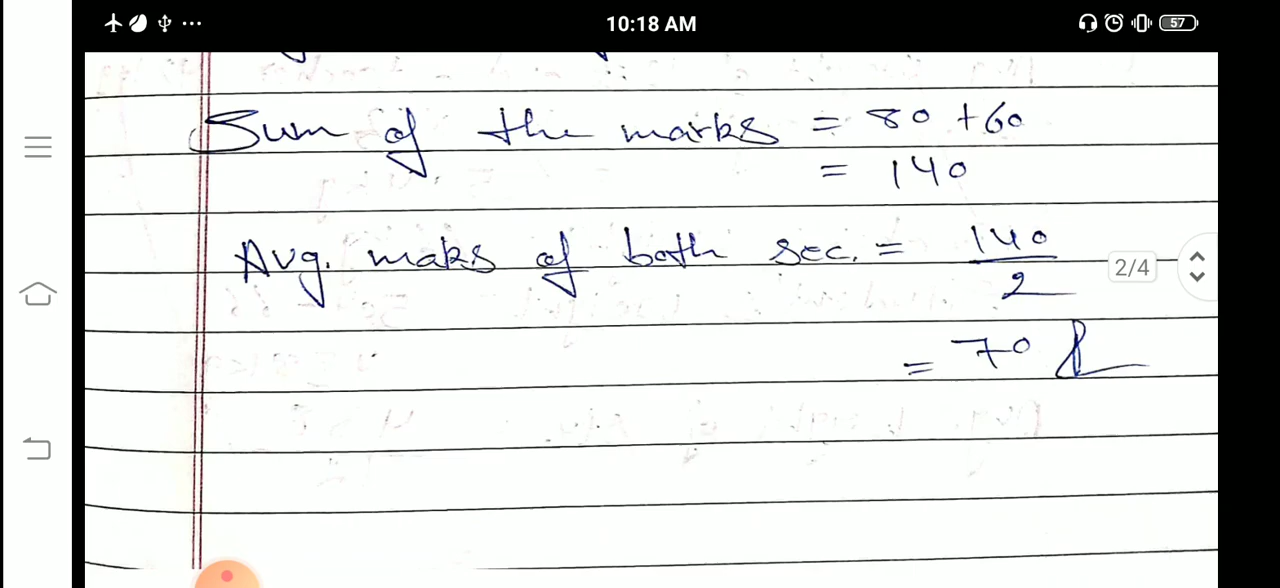 10:18 AM
57
Sum of the marks = 80 + 60
= 140
Avg. maks of both sec. = 140/2
2/4
= 70